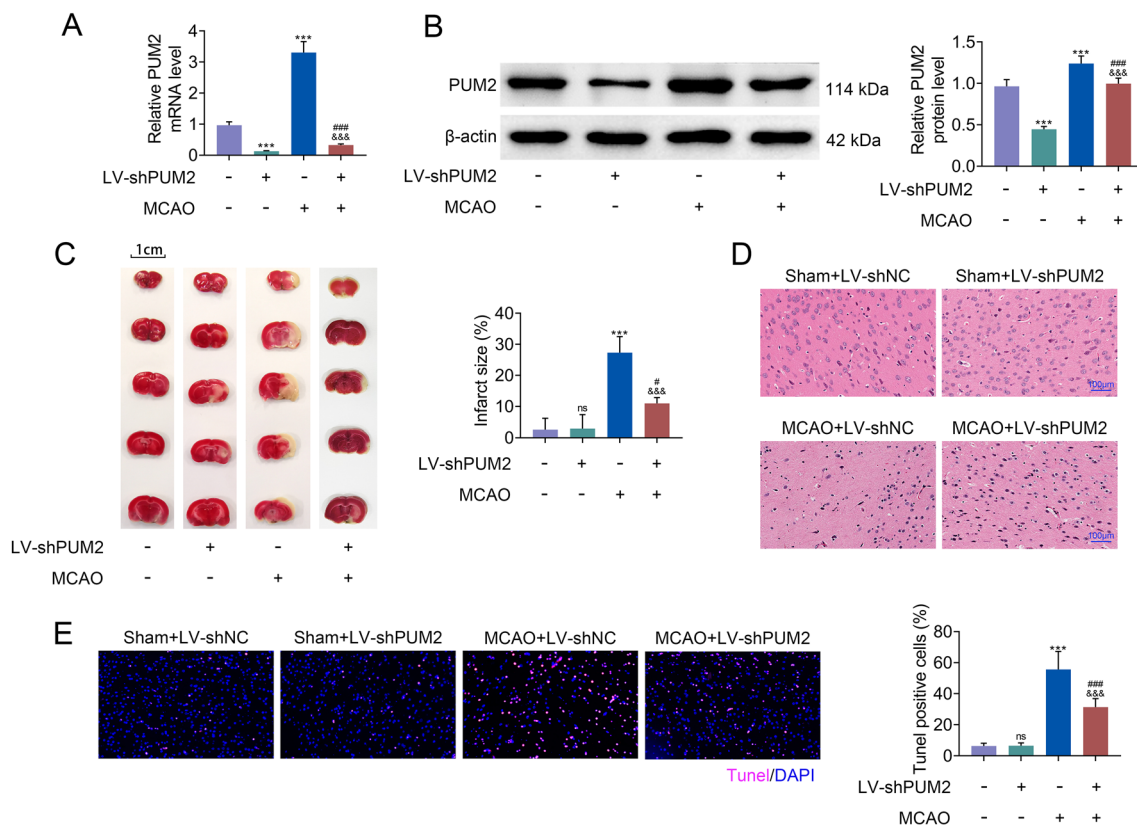 A
Relative PUM2
mRNA level
4
3
2
1
0
***
***
###
&&&
LV-shPUM2 - + - +
MCAO - - + +
B
PUM2
114 kDa
β-actin
42 kDa
LV-shPUM2 - + - +
MCAO - - + +
Relative PUM2
protein level
1.5
1.0
0.5
0.0
***
***
###
&&&
LV-shPUM2 - + - +
MCAO - - + +
C
1cm
LV-shPUM2 - + - +
MCAO - - + +
Infarct size (%)
40
30
20
10
0
ns
***
#
&&&
LV-shPUM2 - + - +
MCAO - - + +
D
Sham+LV-shNC
Sham+LV-shPUM2
100μm
MCAO+LV-shNC
MCAO+LV-shPUM2
100μm
E
Sham+LV-shNC
Sham+LV-shPUM2
MCAO+LV-shNC
MCAO+LV-shPUM2
Tunel/DAPI
Tunel positive cells (%)
80
60
40
20
0
ns
***
###
&&&
LV-shPUM2 - + - +
MCAO - - + +